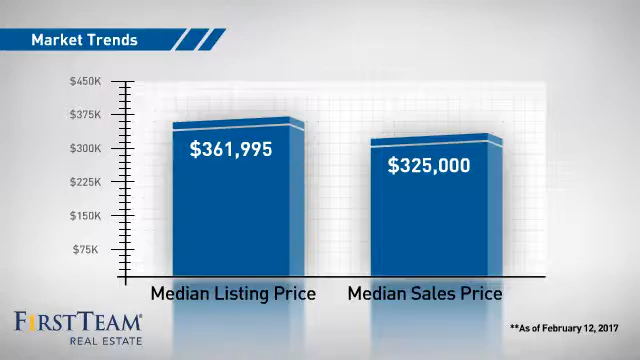 Market Trends
$450K
$375K
$300K
$225K
$150K
$75K
$361,995
$325,000
Median Listing Price
Median Sales Price
FIRSTTEAM®
REAL ESTATE
**As of February 12, 2017